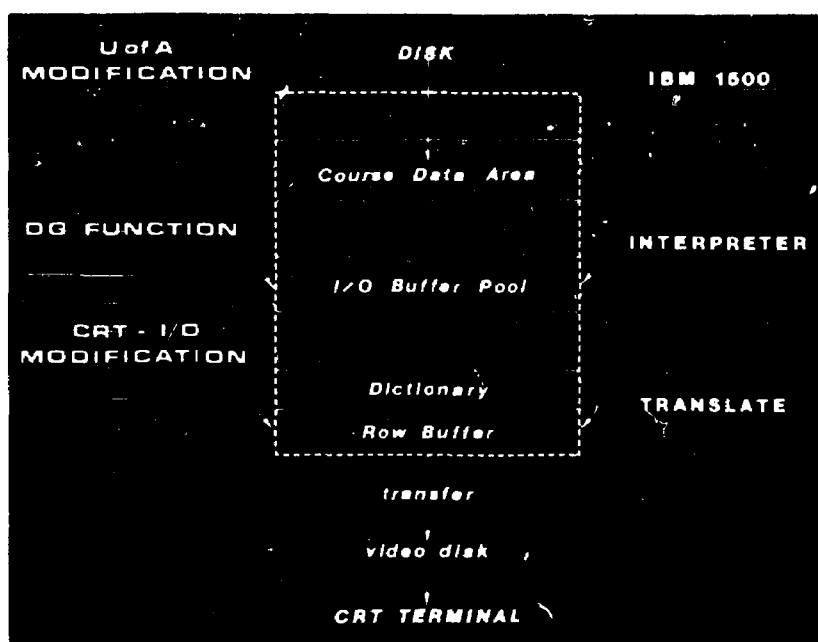 U of A
MODIFICATION
DISK
IBM 1500
Course Data Area
DG FUNCTION
INTERPRETER
I/O Buffer Pool
CRT - I/O
MODIFICATION
Dictionary
TRANSLATE
Row Buffer
transfer
video disk
CRT TERMINAL